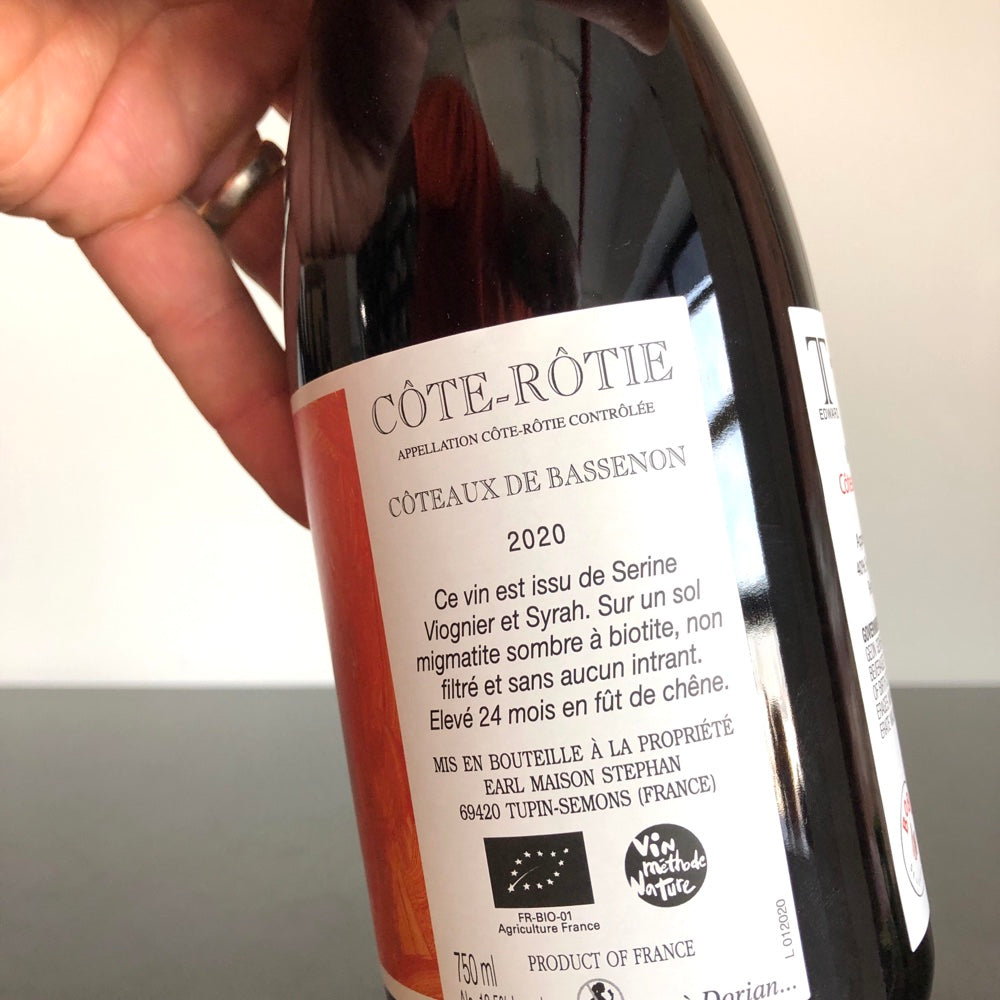 CÔTE-RÔTIE
APPELLATION CÔTE-RÔTIE CONTRÔLÉE
CÔTEAUX DE BASSENON
2020
Ce vin est issu de Serine
Viognier et Syrah. Sur un sol
migmatite sombre à biotite, non
filtré et sans aucun intrant.
Elevé 24 mois en fût de chêne.
MIS EN BOUTEILLE À LA PROPRIÉTÉ
EARL MAISON STEPHAN
69420 TUPIN-SEMONS (FRANCE)
Vin
méthode
Nature
FR-BIO-01
Agriculture France
750 ml
PRODUCT OF FRANCE
L 012020
à Dorian...
EDWARD